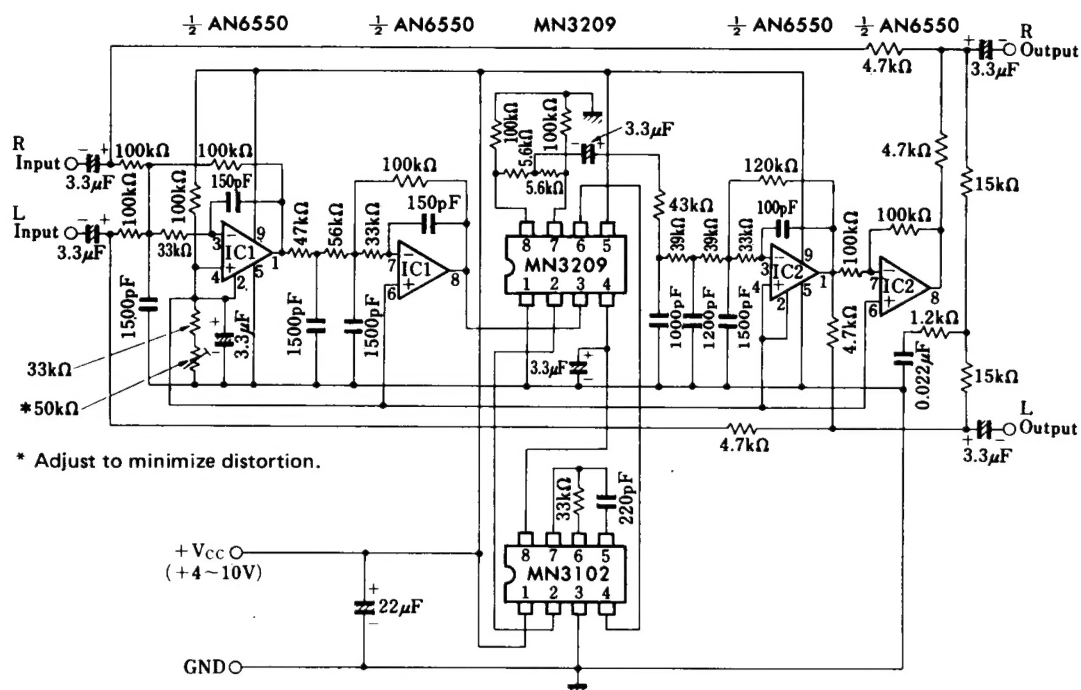 ½ AN6550
½ AN6550
MN3209
½ AN6550
½ AN6550
R
Output
3.3μF
4.7kΩ
R
Input
3.3μF
100kΩ
100kΩ
150pF
100kΩ
100kΩ
L
Input
3.3μF
33kΩ
3
4
9
5
2
1
IC1
47kΩ
56kΩ
33kΩ
100kΩ
150pF
7
6
8
IC1
1500pF
3.3μF
1500pF
1500pF
33kΩ
*50kΩ
* Adjust to minimize distortion.
100kΩ
100kΩ
5.6kΩ
5.6kΩ
3.3μF
8 7 6 5
MN3209
1 2 3 4
3.3μF
43kΩ
39kΩ
39kΩ
33kΩ
120kΩ
100pF
1000pF
1200pF
1500pF
3
4
9
5
2
1
IC2
100kΩ
100kΩ
7
6
8
IC2
4.7kΩ
4.7kΩ
15kΩ
1.2kΩ
0.022μF
15kΩ
4.7kΩ
L
Output
3.3μF
33kΩ
220pF
8 7 6 5
MN3102
1 2 3 4
+VCC
(+4~10V)
22μF
GND